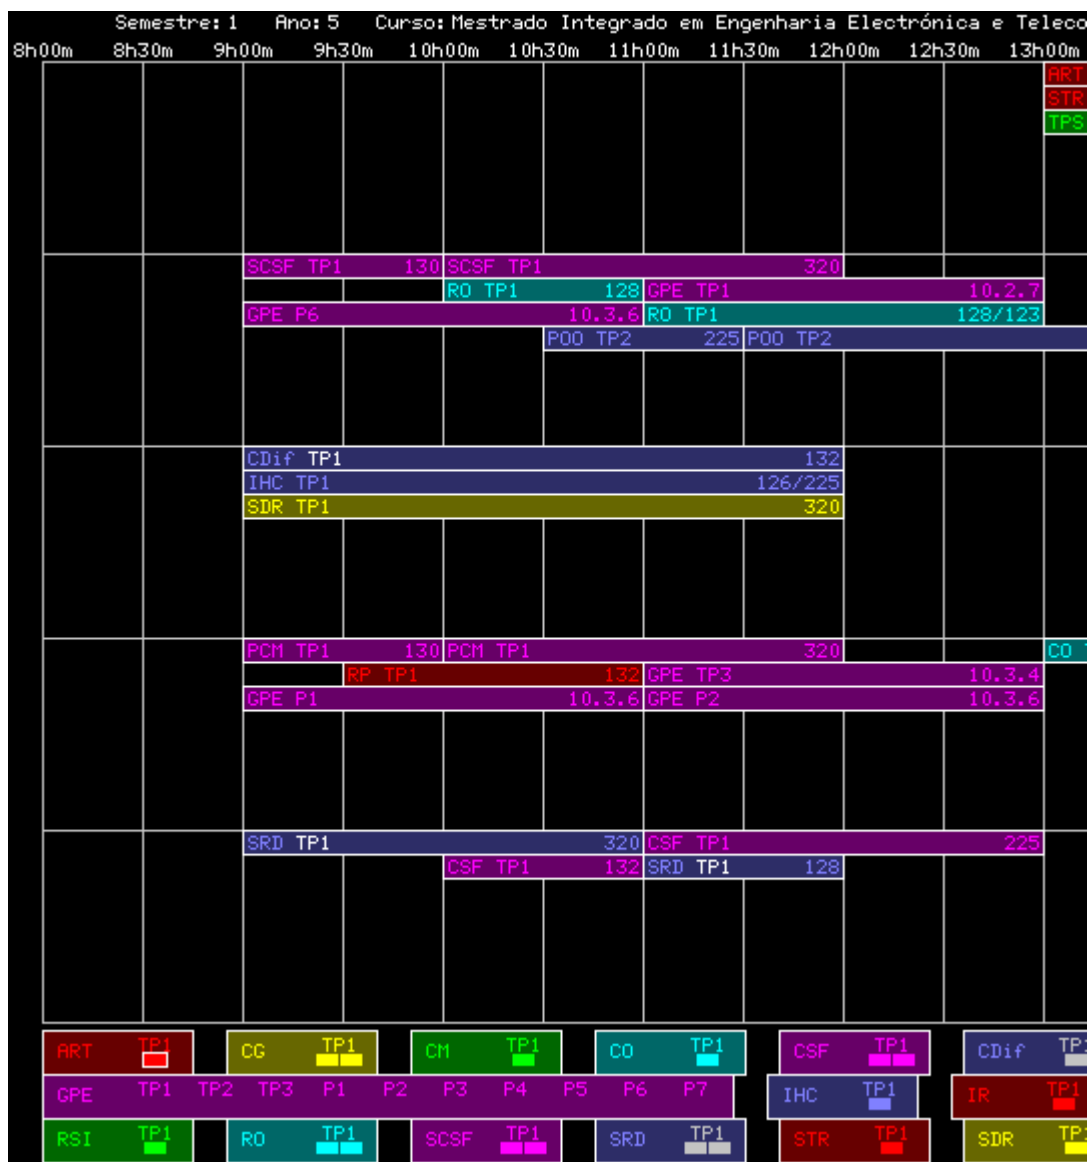 Semestre: 1 Ano: 5 Curso: Mestrado Integrado em Engenharia Electrónica e Teleco
8h00m 8h30m 9h00m 9h30m 10h00m 10h30m 11h00m 11h30m 12h00m 12h30m 13h00m
ART
STR
TPS
SCSF TP1 130 SCSF TP1 320
RO TP1 128 GPE TP1 10.2.7
GPE P6 10.3.6 RO TP1 128/123
POO TP2 225 POO TP2
CDif TP1 132
IHC TP1 126/225
SDR TP1 320
PCM TP1 130 PCM TP1 320 CO
RP TP1 132 GPE TP3 10.3.4
GPE P1 10.3.6 GPE P2 10.3.6
SRD TP1 320 CSF TP1 225
CSF TP1 132 SRD TP1 128
ART TP1 CG TP1 CM TP1 CO TP1 CSF TP1 CDif TP1
GPE TP1 TP2 TP3 P1 P2 P3 P4 P5 P6 P7 IHC TP1 IR TP1
RSI TP1 RO TP1 SCSF TP1 SRD TP1 STR TP1 SDR TP1